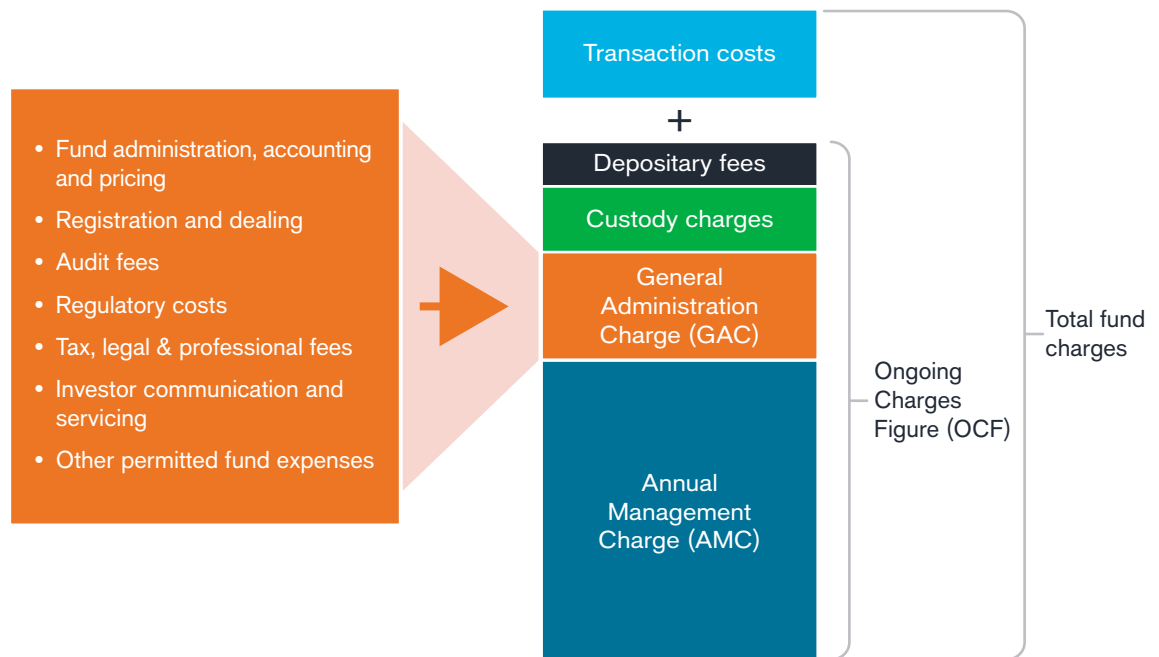 Transaction costs
+
Depositary fees
Custody charges
General
Administration
Charge (GAC)
Annual
Management
Charge (AMC)
• Fund administration, accounting
and pricing
• Registration and dealing
• Audit fees
• Regulatory costs
• Tax, legal & professional fees
• Investor communication and
servicing
• Other permitted fund expenses
Ongoing
Charges
Figure (OCF)
Total fund
charges